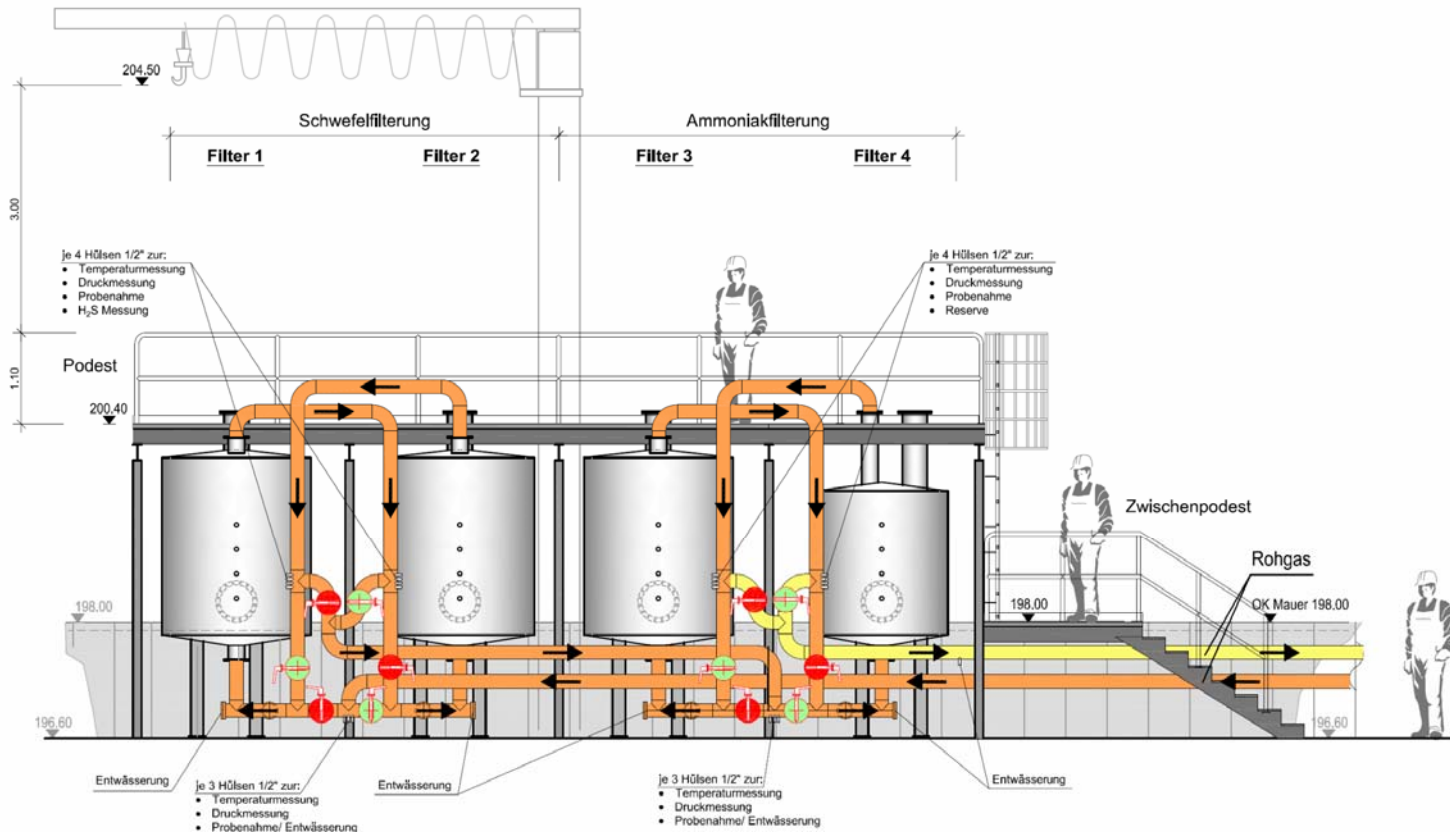 204.50
Schwefelfilterung
Ammoniakfilterung
Filter 1
Filter 2
Filter 3
Filter 4
3.00
je 4 Hülsen 1/2" zur:
• Temperaturmessung
• Druckmessung
• Probenahme
• H₂S Messung
je 4 Hülsen 1/2" zur:
• Temperaturmessung
• Druckmessung
• Probenahme
• Reserve
Podest
1.10
200.40
Zwischenpodest
Rohgas
198.00
198.00
OK Mauer 198.00
196,60
196,60
Entwässerung
je 3 Hülsen 1/2" zur:
• Temperaturmessung
• Druckmessung
• Probenahme/ Entwässerung
Entwässerung
je 3 Hülsen 1/2" zur:
• Temperaturmessung
• Druckmessung
• Probenahme/ Entwässerung
Entwässerung